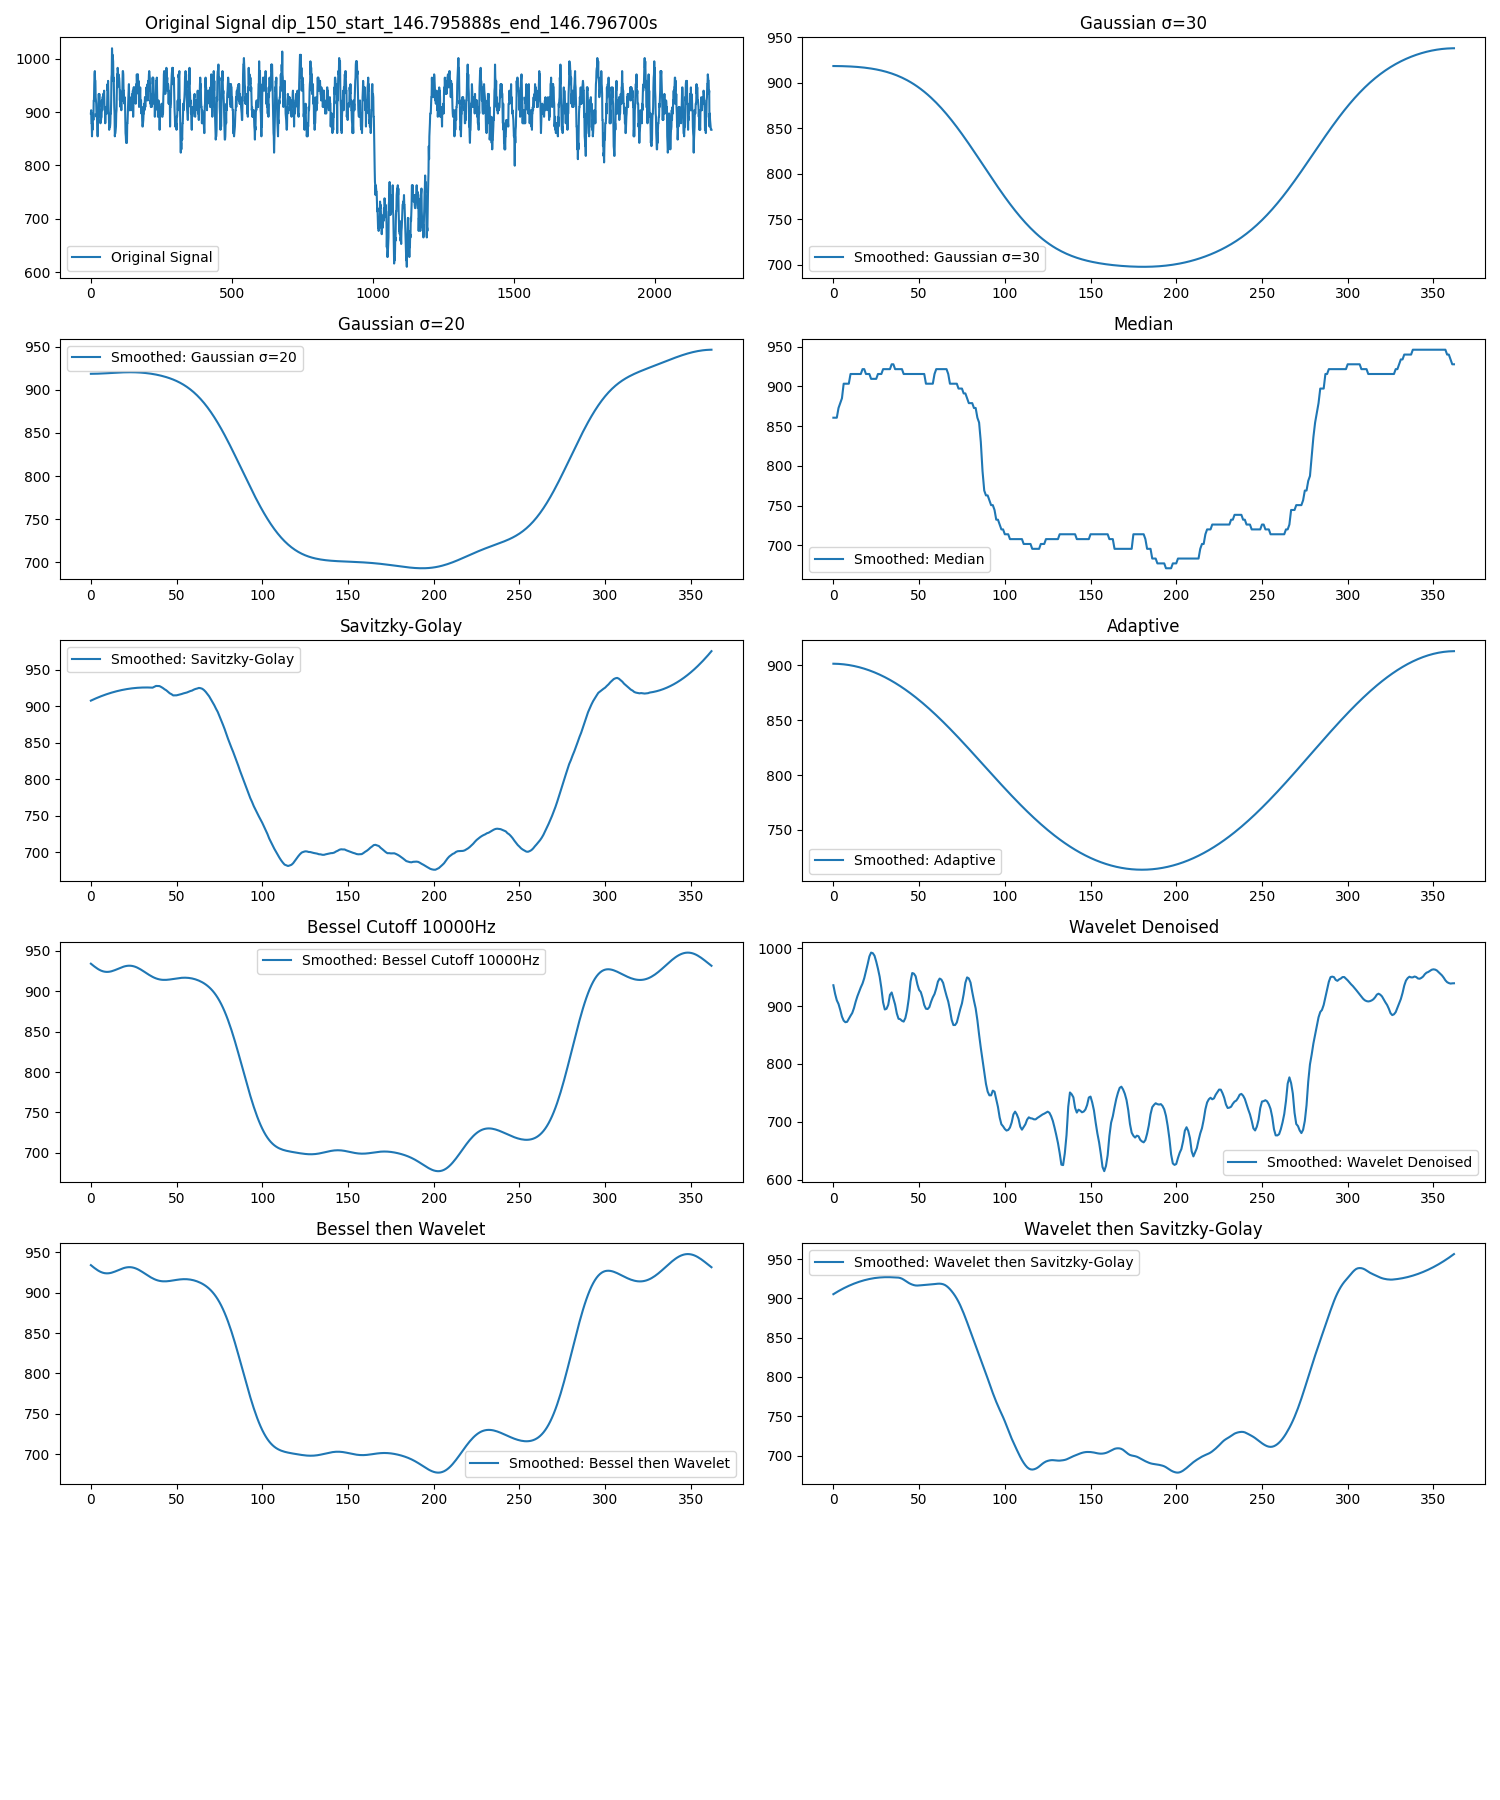 Original Signal dip_150_start_146.795888s_end_146.796700s
1000
900
800
700
600
Original Signal
0 500 1000 1500 2000
Gaussian σ=30
950
900
850
800
750
700
Smoothed: Gaussian σ=30
0 50 100 150 200 250 300 350
Gaussian σ=20
950
900
850
800
750
700
Smoothed: Gaussian σ=20
0 50 100 150 200 250 300 350
Median
950
900
850
800
750
700
Smoothed: Median
0 50 100 150 200 250 300 350
Savitzky-Golay
950
900
850
800
750
700
Smoothed: Savitzky-Golay
0 50 100 150 200 250 300 350
Adaptive
900
850
800
750
Smoothed: Adaptive
0 50 100 150 200 250 300 350
Bessel Cutoff 10000Hz
950
900
850
800
750
700
Smoothed: Bessel Cutoff 10000Hz
0 50 100 150 200 250 300 350
Wavelet Denoised
1000
900
800
700
600
Smoothed: Wavelet Denoised
0 50 100 150 200 250 300 350
Bessel then Wavelet
950
900
850
800
750
700
Smoothed: Bessel then Wavelet
0 50 100 150 200 250 300 350
Wavelet then Savitzky-Golay
950
900
850
800
750
700
Smoothed: Wavelet then Savitzky-Golay
0 50 100 150 200 250 300 350